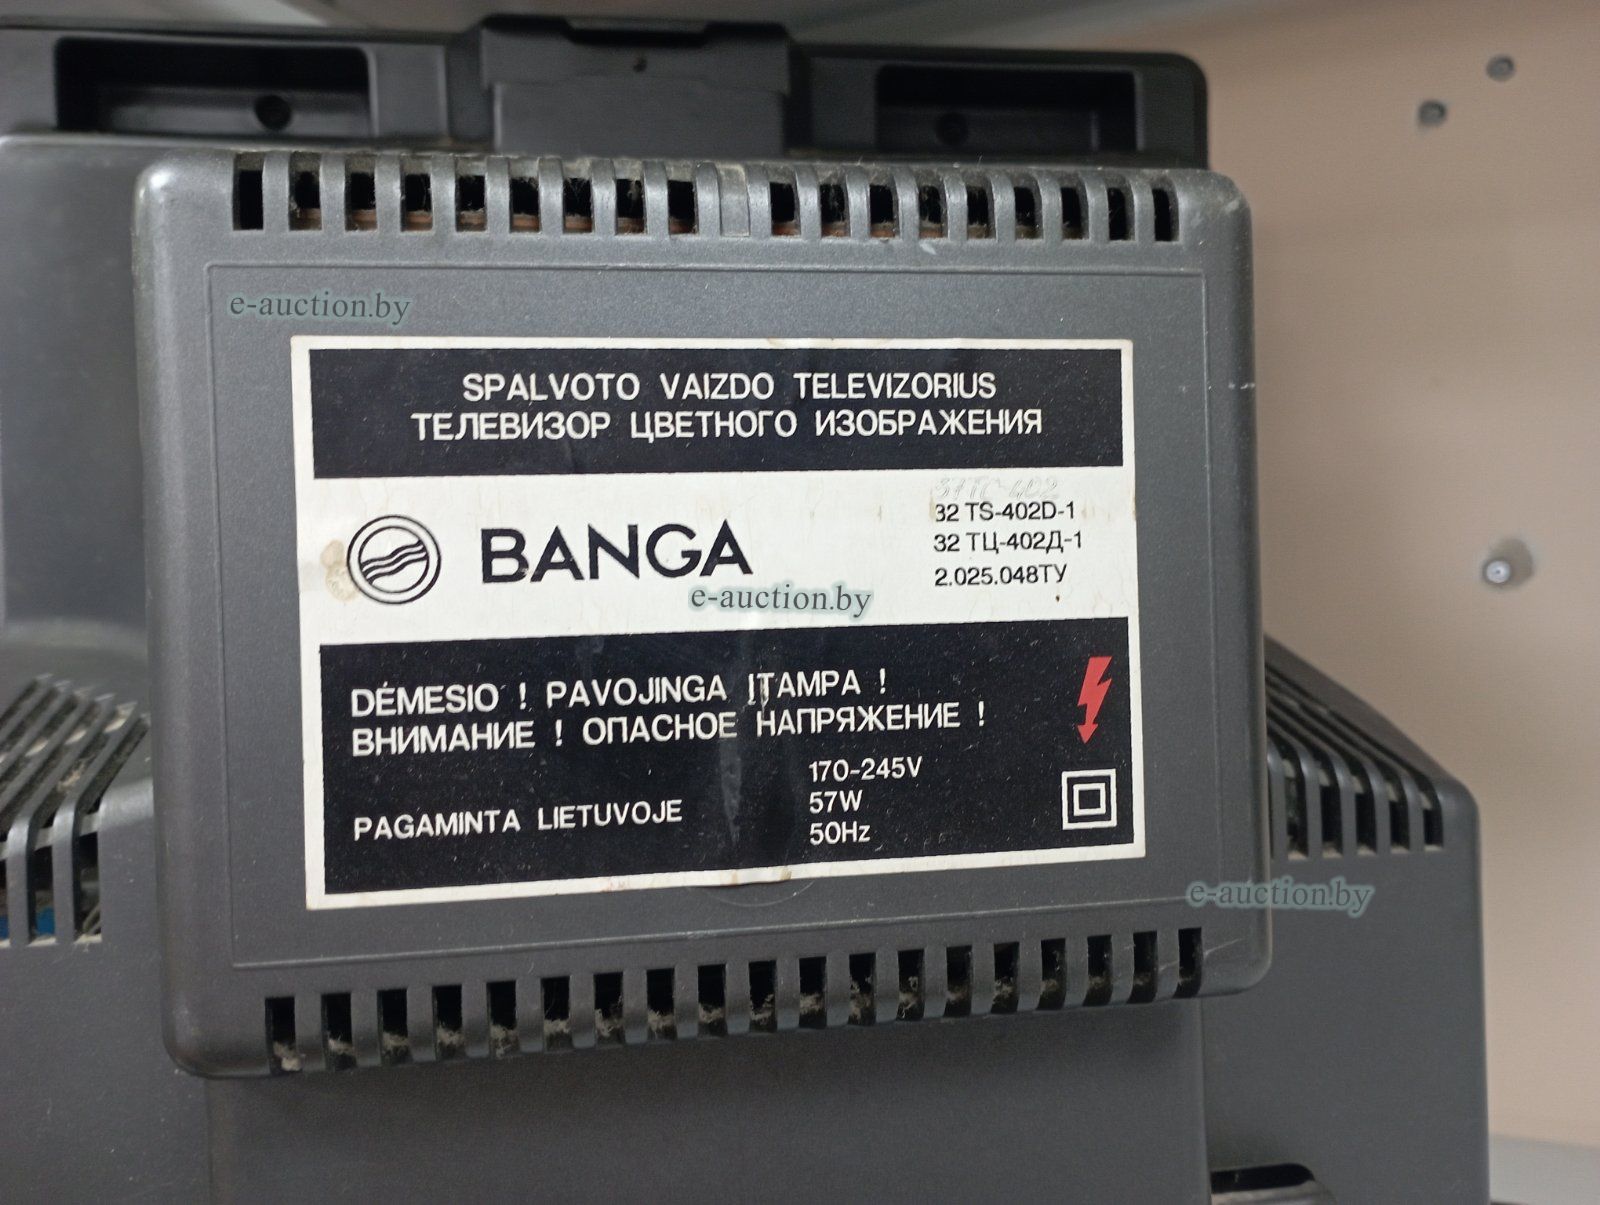 e-auction.by
SPALVOTO VAIZDO TELEVIZORIUS
ТЕЛЕВИЗОР ЦВЕТНОГО ИЗОБРАЖЕНИЯ
BANGA
32 TS-402D-1
32 ТЦ-402Д-1
2.025.048ТУ
e-auction.by
DĖMESIO ! PAVOJINGA ĮTAMPA !
ВНИМАНИЕ ! ОПАСНОЕ НАПРЯЖЕНИЕ !
170-245V
57W
50Hz
PAGAMINTA LIETUVOJE
e-auction.by